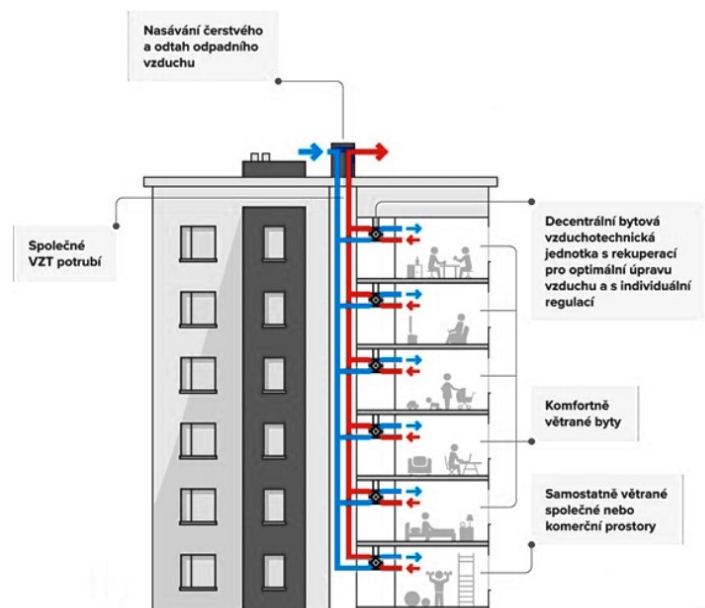 Nasávání čerstvého
a odtah odpadního
vzduchu
Společné
VZT potrubí
Decentrální bytová
vzduchotechnická
jednotka s rekuperací
pro optimální úpravu
vzduchu a s individuální
regulací
Komfortně
větrané byty
Samostatně větrané
společné nebo
komerční prostory